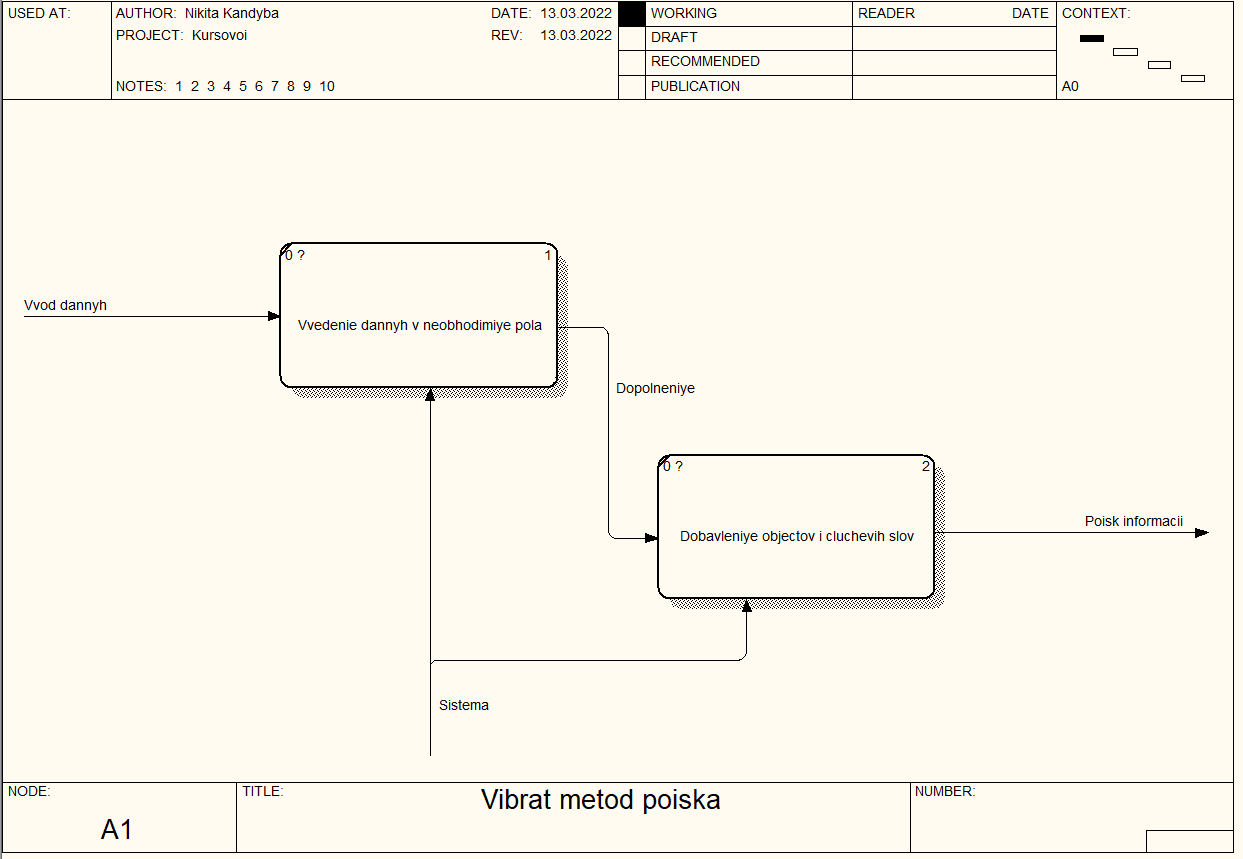 USED AT:
AUTHOR: Nikita Kandyba
DATE: 13.03.2022
PROJECT: Kursovoi
REV: 13.03.2022
NOTES: 1 2 3 4 5 6 7 8 9 10
WORKING
DRAFT
RECOMMENDED
PUBLICATION
READER DATE
CONTEXT:
A0
0 ? 1
Vvod dannyh
Vvedenie dannyh v neobhodimiye pola
Dopolneniye
0 ? 2
Dobavleniye objectov i cluchevih slov
Poisk informacii
Sistema
NODE:
A1
TITLE:
Vibrat metod poiska
NUMBER: